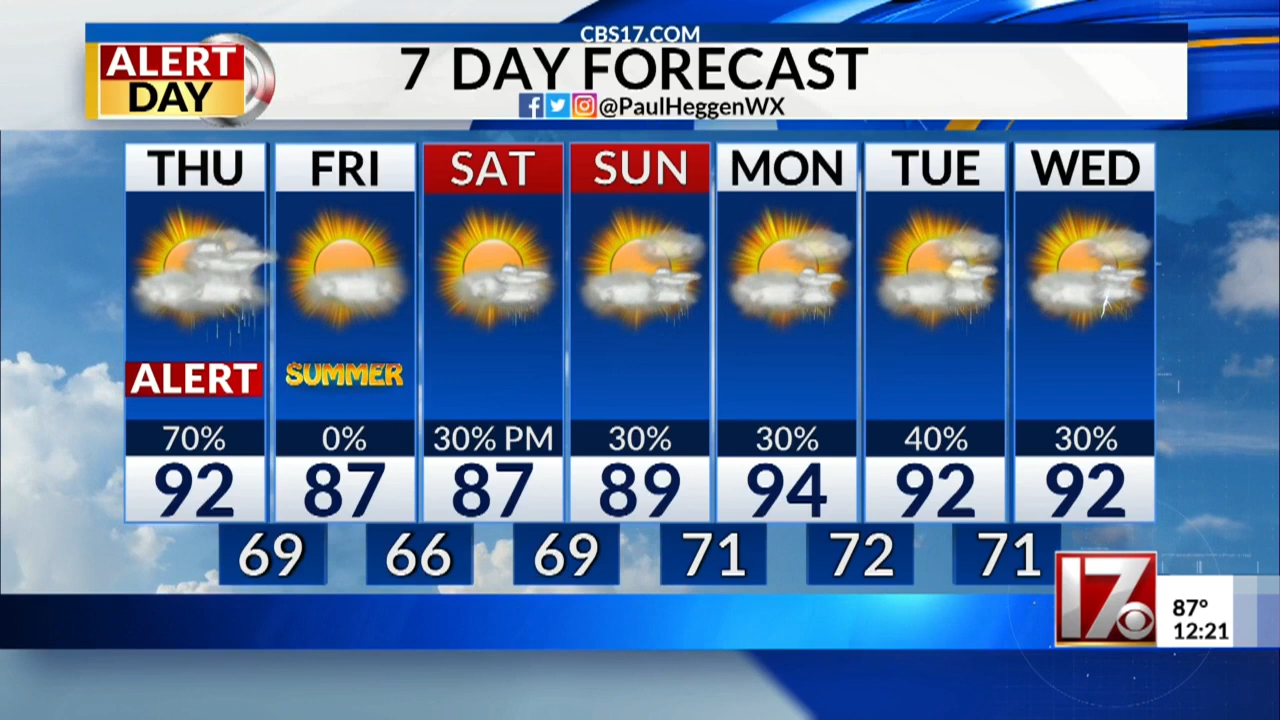 CBS17.COM
ALERT
DAY
7 DAY FORECAST
@PaulHeggenWX
THU FRI SAT SUN MON TUE WED
ALERT SUMMER
70% 0% 30% PM 30% 30% 40% 30%
92 87 87 89 94 92 92
69 66 69 71 72 71
17
87°
12:21